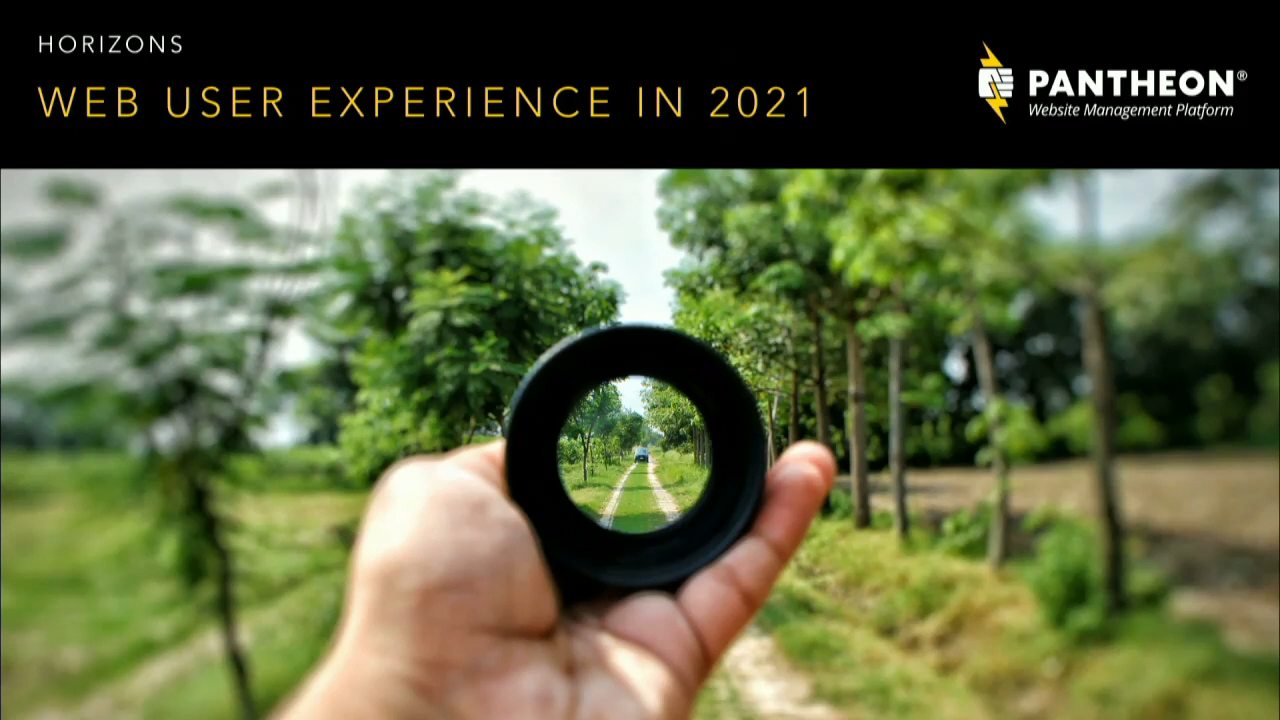 HORIZONS
WEB USER EXPERIENCE IN 2021
PANTHEON®
Website Management Platform